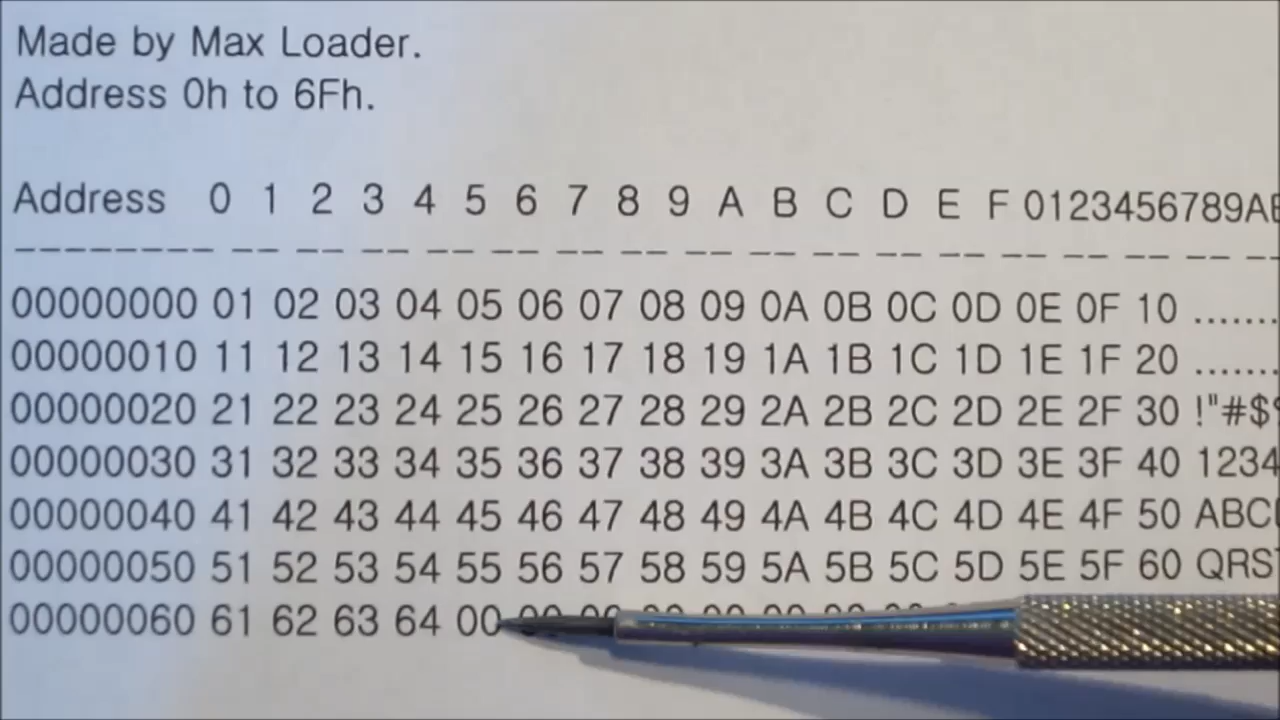 Made by Max Loader.
Address 0h to 6Fh.
Address 0 1 2 3 4 5 6 7 8 9 A B C D E F 0123456789A
-------- -- -- -- -- -- -- -- -- -- -- -- -- -- -- -- --
00000000 01 02 03 04 05 06 07 08 09 0A 0B 0C 0D 0E 0F 10 .......
00000010 11 12 13 14 15 16 17 18 19 1A 1B 1C 1D 1E 1F 20 .......
00000020 21 22 23 24 25 26 27 28 29 2A 2B 2C 2D 2E 2F 30 !"#$
00000030 31 32 33 34 35 36 37 38 39 3A 3B 3C 3D 3E 3F 40 1234
00000040 41 42 43 44 45 46 47 48 49 4A 4B 4C 4D 4E 4F 50 ABC
00000050 51 52 53 54 55 56 57 58 59 5A 5B 5C 5D 5E 5F 60 QRS
00000060 61 62 63 64 00